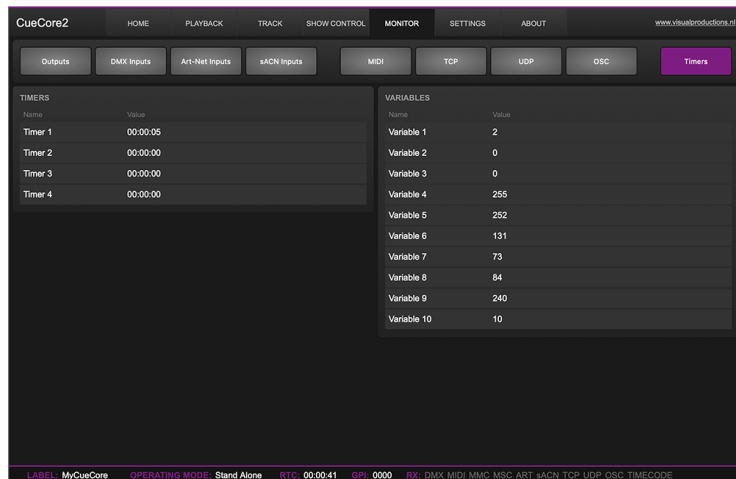 CueCore2 HOME PLAYBACK TRACK SHOW CONTROL MONITOR SETTINGS ABOUT www.visualproductions.nl
Outputs DMX Inputs Art-Net Inputs sACN Inputs MIDI TCP UDP OSC Timers
TIMERS
Name Value
Timer 1 00:00:05
Timer 2 00:00:00
Timer 3 00:00:00
Timer 4 00:00:00
VARIABLES
Name Value
Variable 1 2
Variable 2 0
Variable 3 0
Variable 4 255
Variable 5 252
Variable 6 131
Variable 7 73
Variable 8 84
Variable 9 240
Variable 10 10
LABEL: MyCueCore OPERATING MODE: Stand Alone RTC: 00:00:41 GPI: 0000 RX: DMX MIDI MMC MSC ART sACN TCP UDP OSC TIMECODE